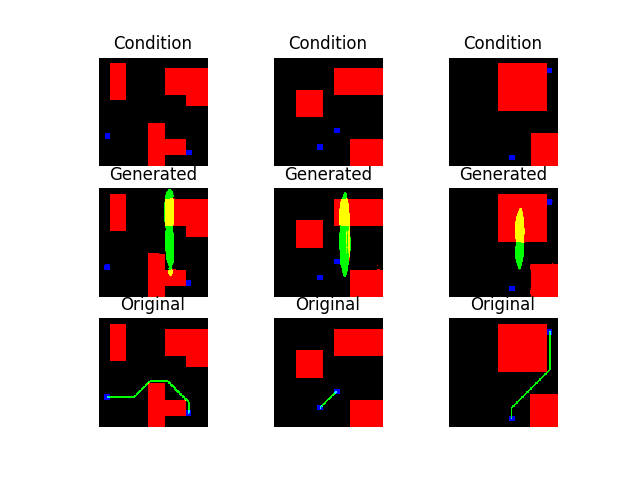 Condition
Condition
Condition
Generated
Generated
Generated
Original
Original
Original